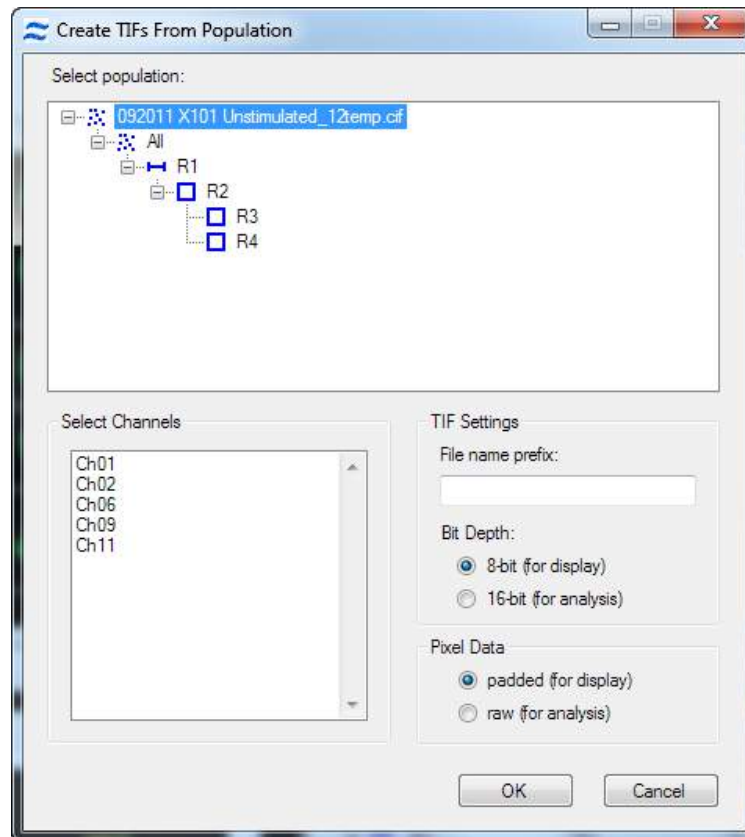 Create TIFs From Population
Select population:
092011 X101 Unstimulated_12temp.cif
All
R1
R2
R3
R4
Select Channels
Ch01
Ch02
Ch06
Ch09
Ch11
TIF Settings
File name prefix:
Bit Depth:
8-bit (for display)
16-bit (for analysis)
Pixel Data
padded (for display)
raw (for analysis)
OK
Cancel